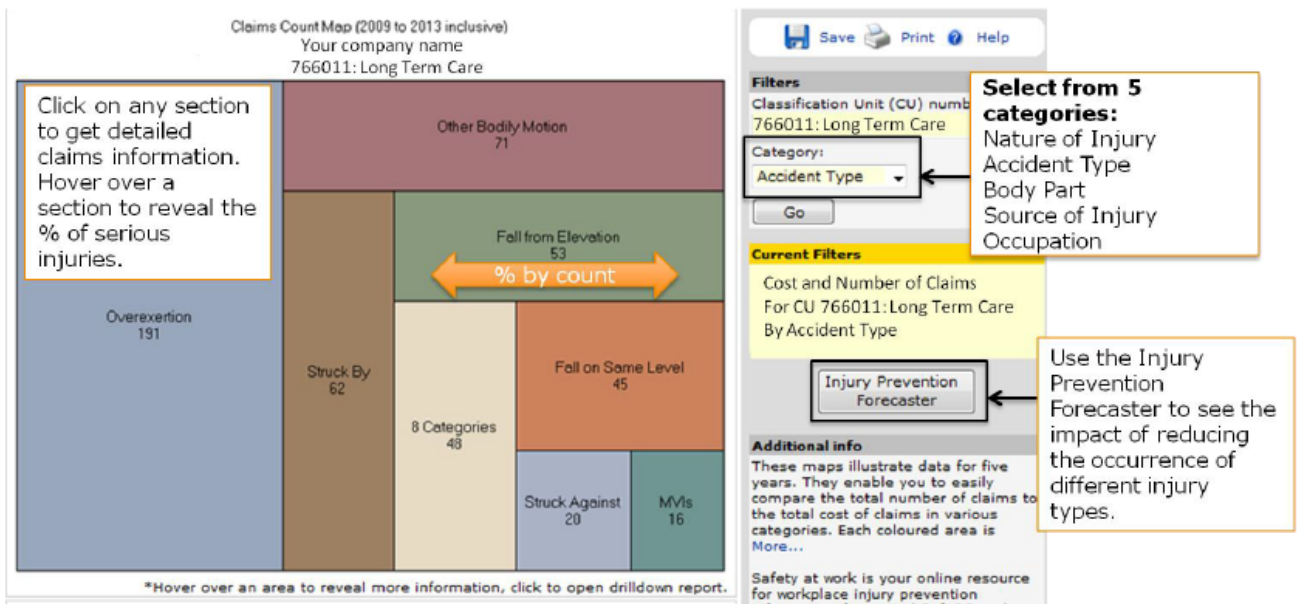 Claims Count Map (2009 to 2013 inclusive)
Your company name
766011: Long Term Care
Click on any section
to get detailed
claims information.
Hover over a
section to reveal the
% of serious
injuries.
Overexertion
191
Other Bodily Motion
71
Struck By
62
Fall from Elevation
53
% by count
8 Categories
48
Fall on Same Level
45
Struck Against
20
MVIs
16
*Hover over an area to reveal more information, click to open drilldown report.
Save Print Help
Filters
Classification Unit (CU)
766011: Long Term Care
Category:
Accident Type
Go
Select from 5
categories:
Nature of Injury
Accident Type
Body Part
Source of Injury
Occupation
Current Filters
Cost and Number of Claims
For CU 766011: Long Term Care
By Accident Type
Injury Prevention
Forecaster
Use the Injury
Prevention
Forecaster to see the
impact of reducing
the occurrence of
different injury
types.
Additional info
These maps illustrate data for five
years. They enable you to easily
compare the total number of claims to
the total cost of claims in various
categories. Each coloured area is
More...
Safety at work is your online resource
for workplace injury prevention